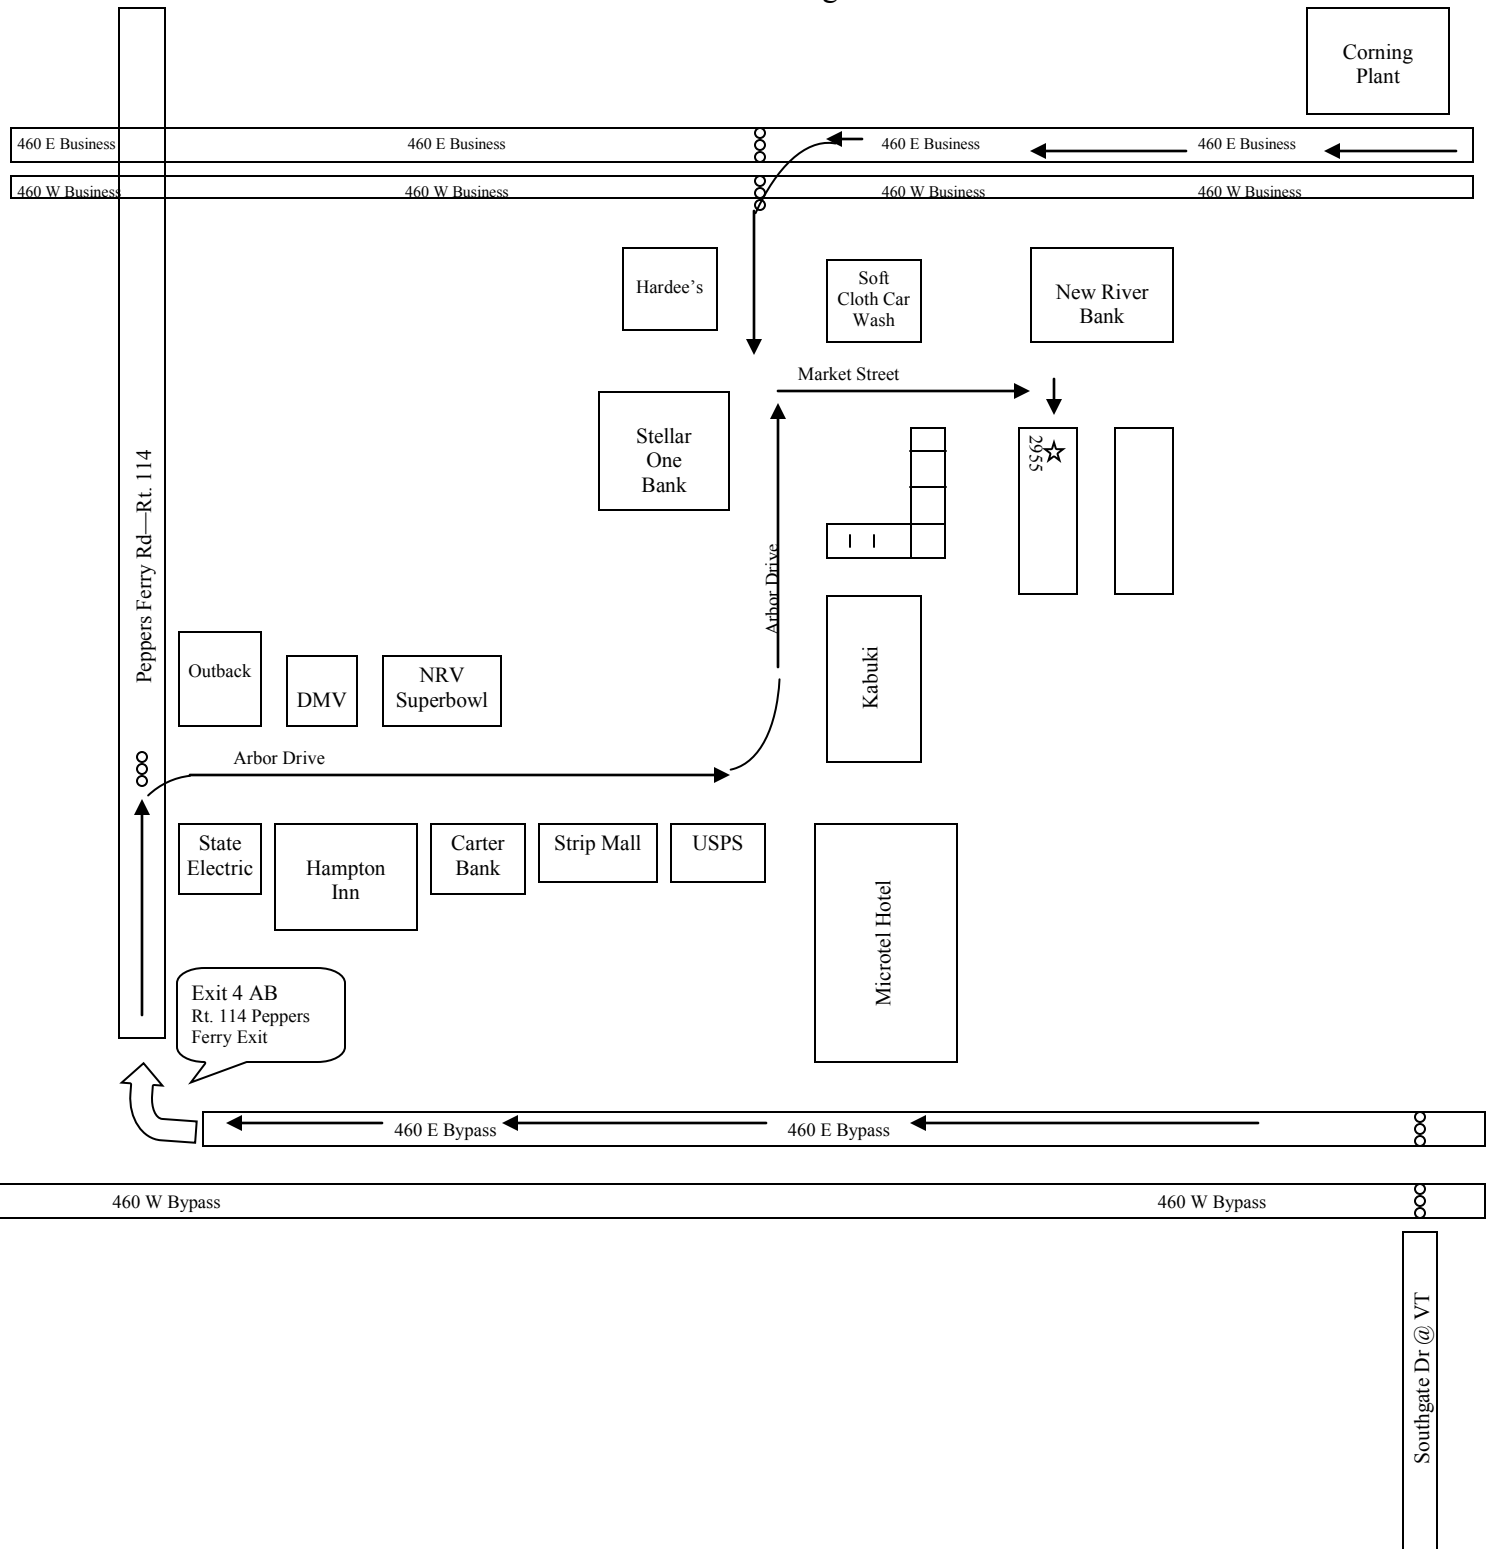 Corning
Plant
460 E Business
460 E Business
460 E Business
460 E Business
460 W Business
460 W Business
460 W Business
460 W Business
Hardee's
Soft
Cloth Car
Wash
New River
Bank
Market Street
Stellar
One
Bank
2955
Peppers Ferry Rd—Rt. 114
Arbor Drive
Outback
DMV
NRV
Superbowl
Kabuki
Arbor Drive
State
Electric
Hampton
Inn
Carter
Bank
Strip Mall
USPS
Microtel Hotel
Exit 4 AB
Rt. 114 Peppers
Ferry Exit
460 E Bypass
460 E Bypass
460 W Bypass
460 W Bypass
Southgate Dr @ VT